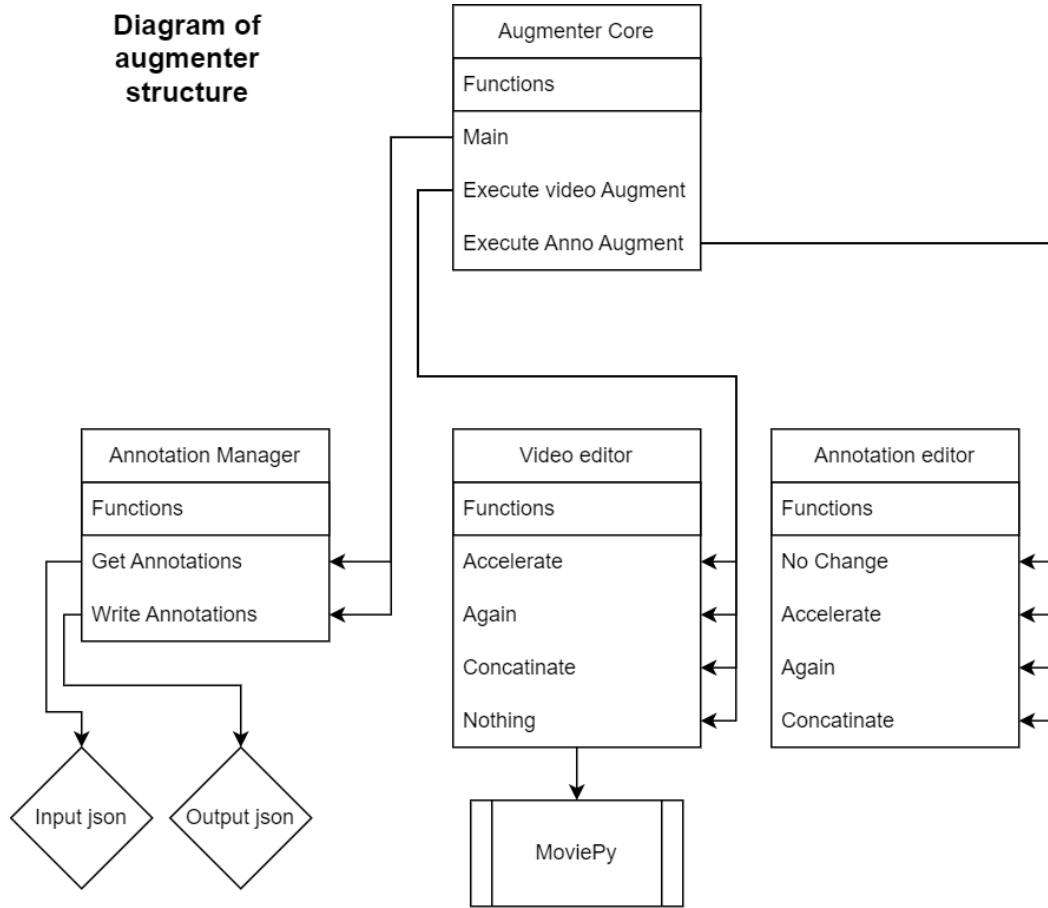 Diagram of
augmenter
structure
Augmenter Core
Functions
Main
Execute video Augment
Execute Anno Augment
Annotation Manager
Functions
Get Annotations
Write Annotations
Video editor
Functions
Accelerate
Again
Concatinate
Nothing
Annotation editor
Functions
No Change
Accelerate
Again
Concatinate
Input json
Output json
MoviePy